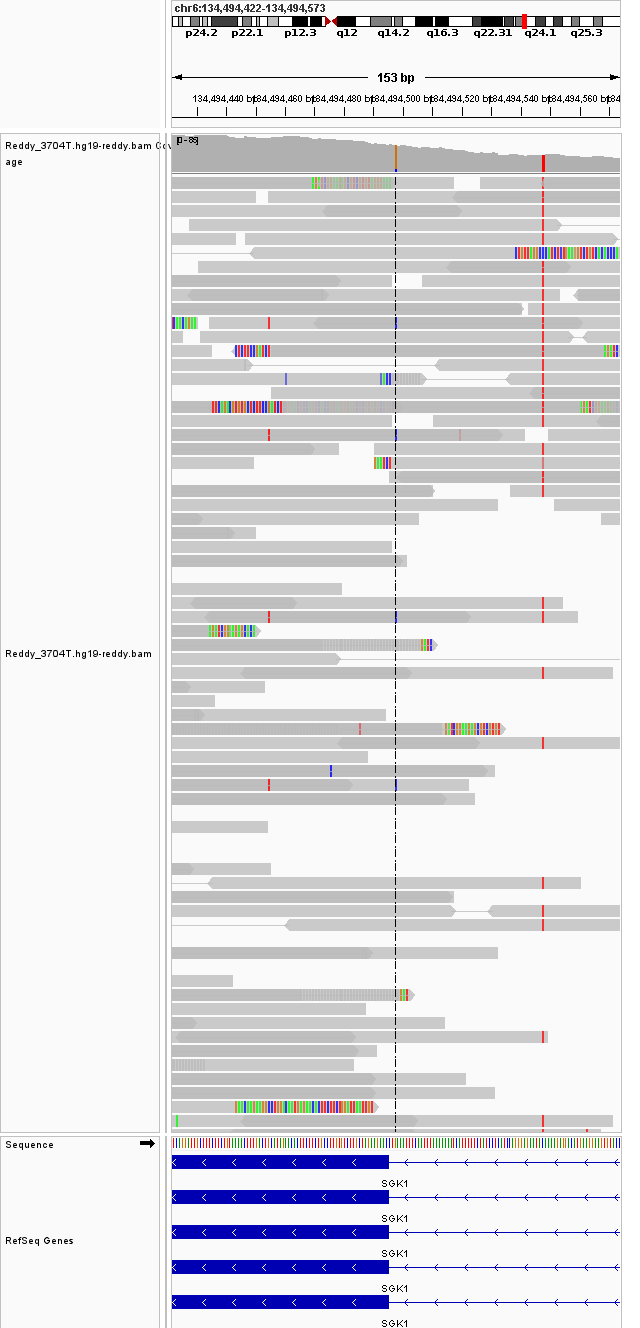 chr6:134,494,422-134,494,573
p24.2 p22.1 p12.3 q12 q14.2 q16.3 q22.31 q24.1 q25.3
153 bp
134,494,440 bp 134,494,460 bp 134,494,480 bp 134,494,500 bp 134,494,520 bp 134,494,540 bp 134,494,560 bp
Reddy_3704T.hg19-reddy.bam Cov
age
Reddy_3704T.hg19-reddy.bam
Sequence
SGK1
SGK1
RefSeq Genes
SGK1
SGK1
SGK1